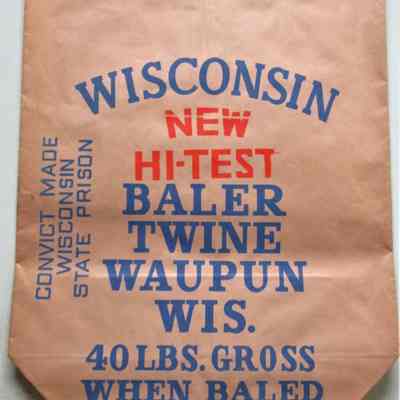 WISCONSIN
NEW
HI-TEST
BALER
TWINE
WAUPUN
WIS.
40 LBS. GROSS
WHEN BALED
CONVICT MADE
WISCONSIN
STATE PRISON